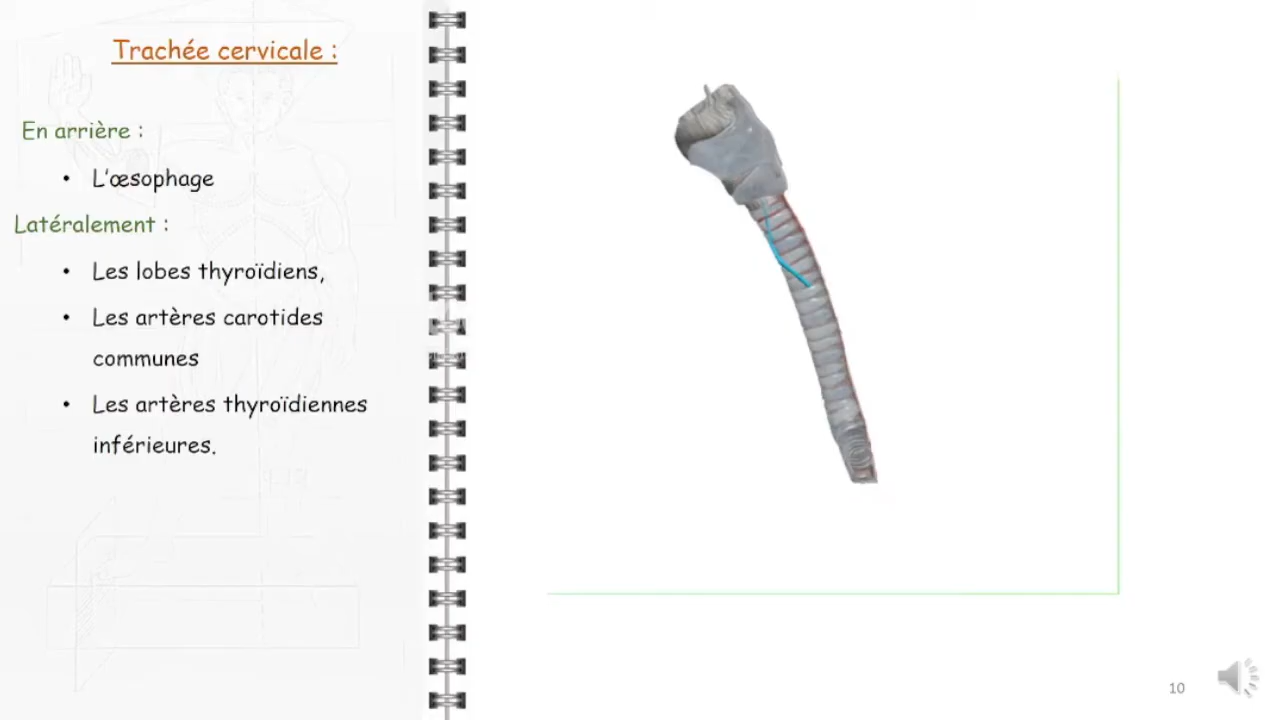 Trachée cervicale :
En arrière :
• L'œsophage
Latéralement :
• Les lobes thyroïdiens,
• Les artères carotides
communes
• Les artères thyroïdiennes
inférieures.
10